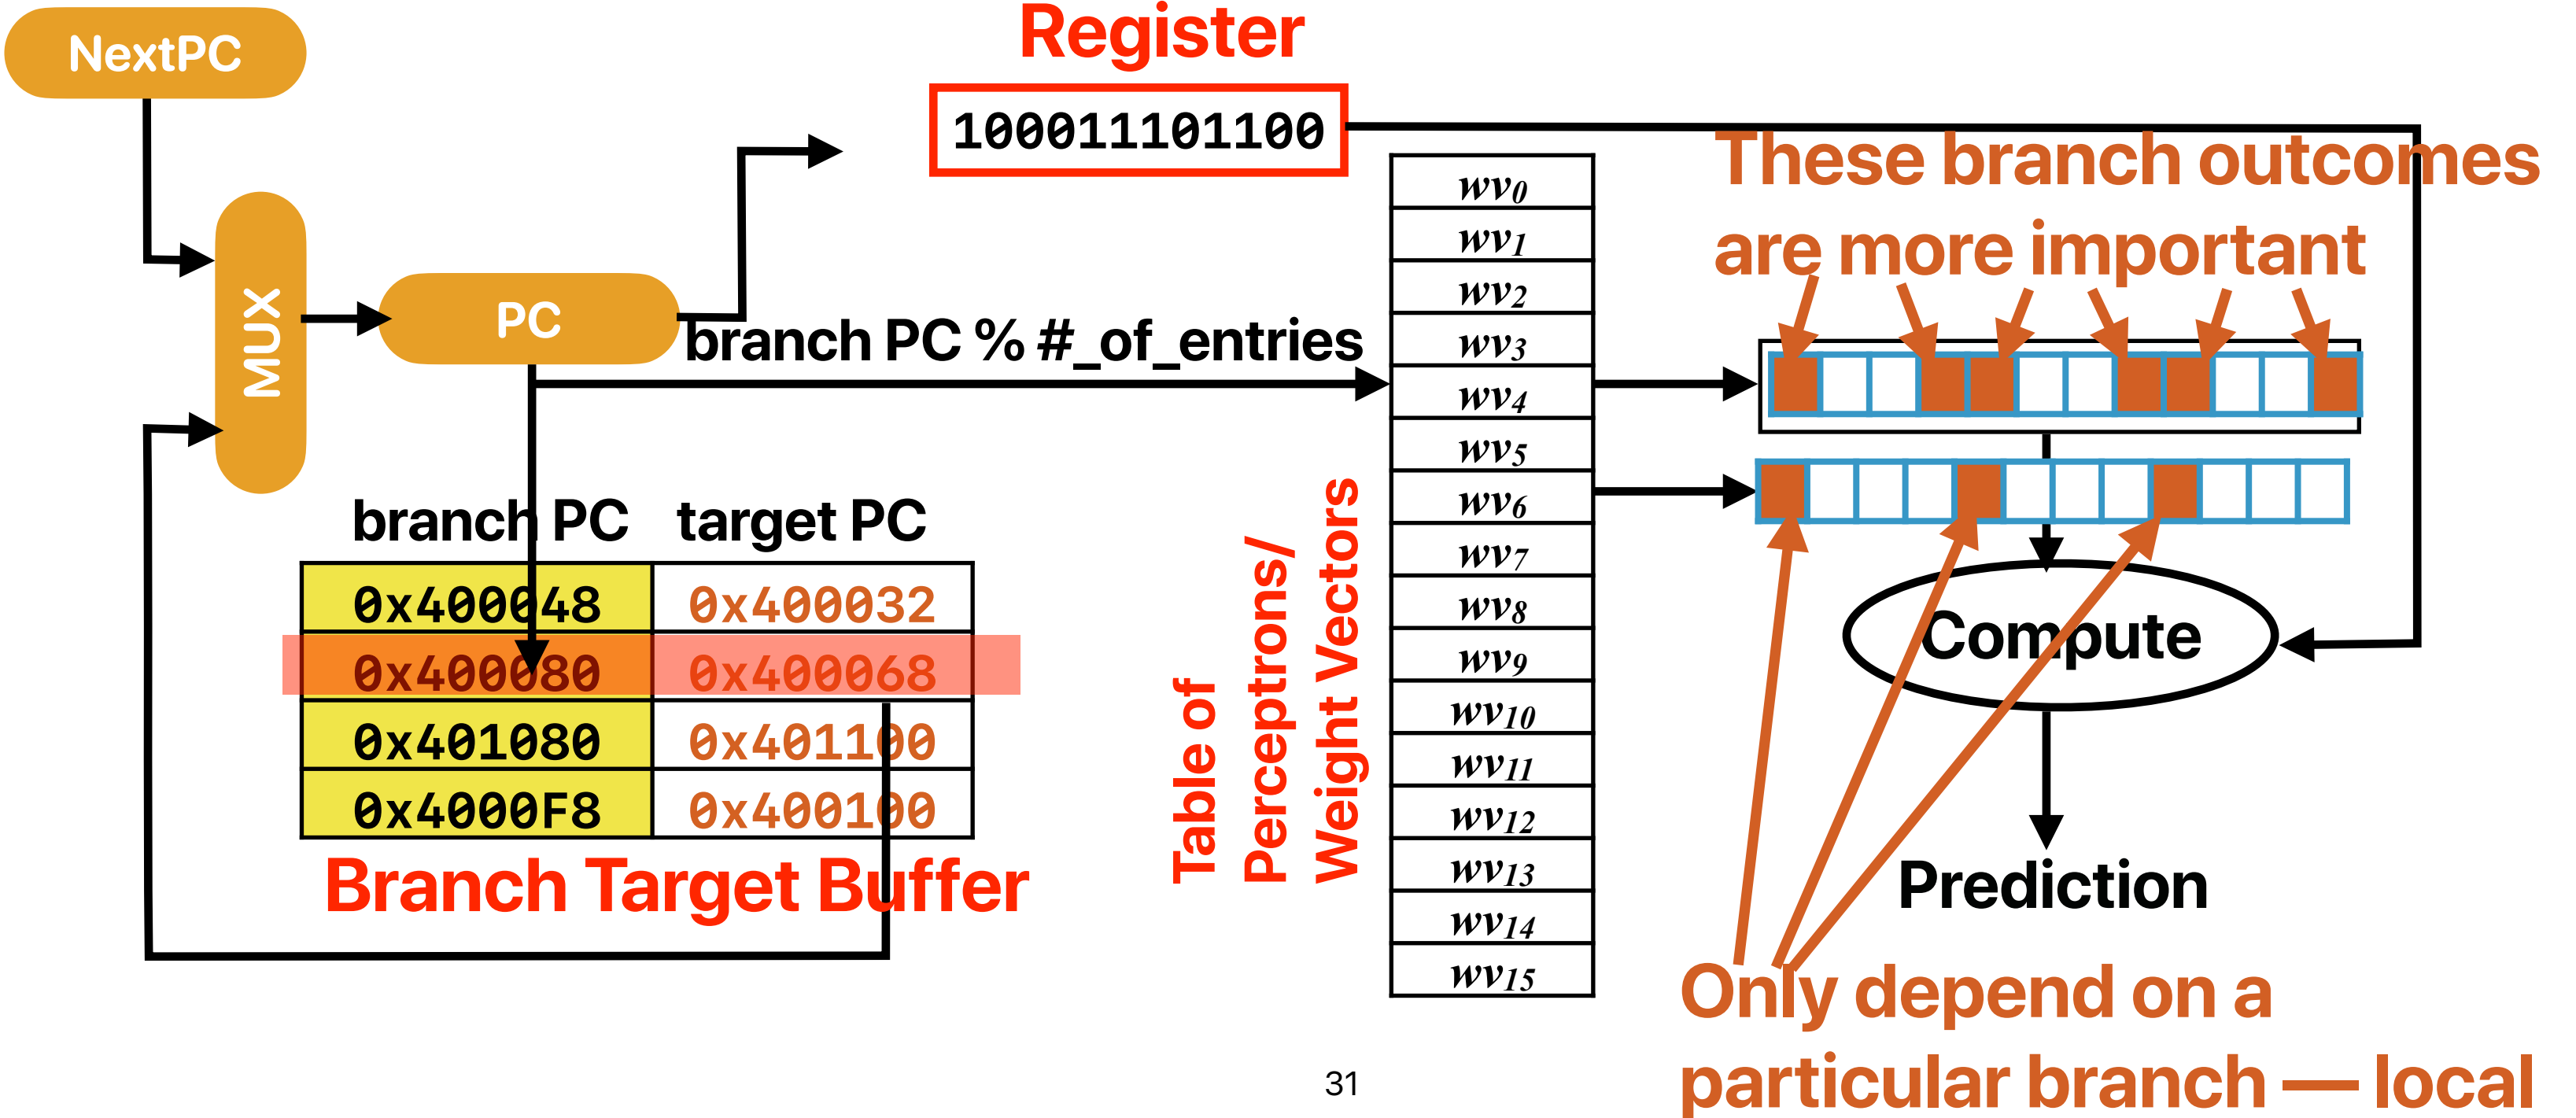 NextPC
Register
100011101100
These branch outcomes
are more important
MUX
PC
branch PC % #_of_entries
branch PC target PC
0x400048 0x400032
0x400080 0x400068
0x401080 0x401100
0x4000F8 0x400100
Branch Target Buffer
Table of
Perceptrons/
Weight Vectors
wv0
wv1
wv2
wv3
wv4
wv5
wv6
wv7
wv8
wv9
wv10
wv11
wv12
wv13
wv14
wv15
Compute
Prediction
Only depend on a
particular branch — local
31